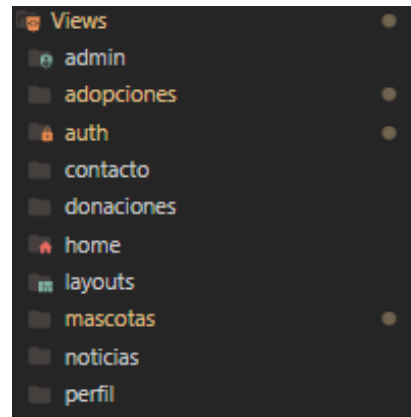 Views
admin
adopciones
auth
contacto
donaciones
home
layouts
mascotas
noticias
perfil